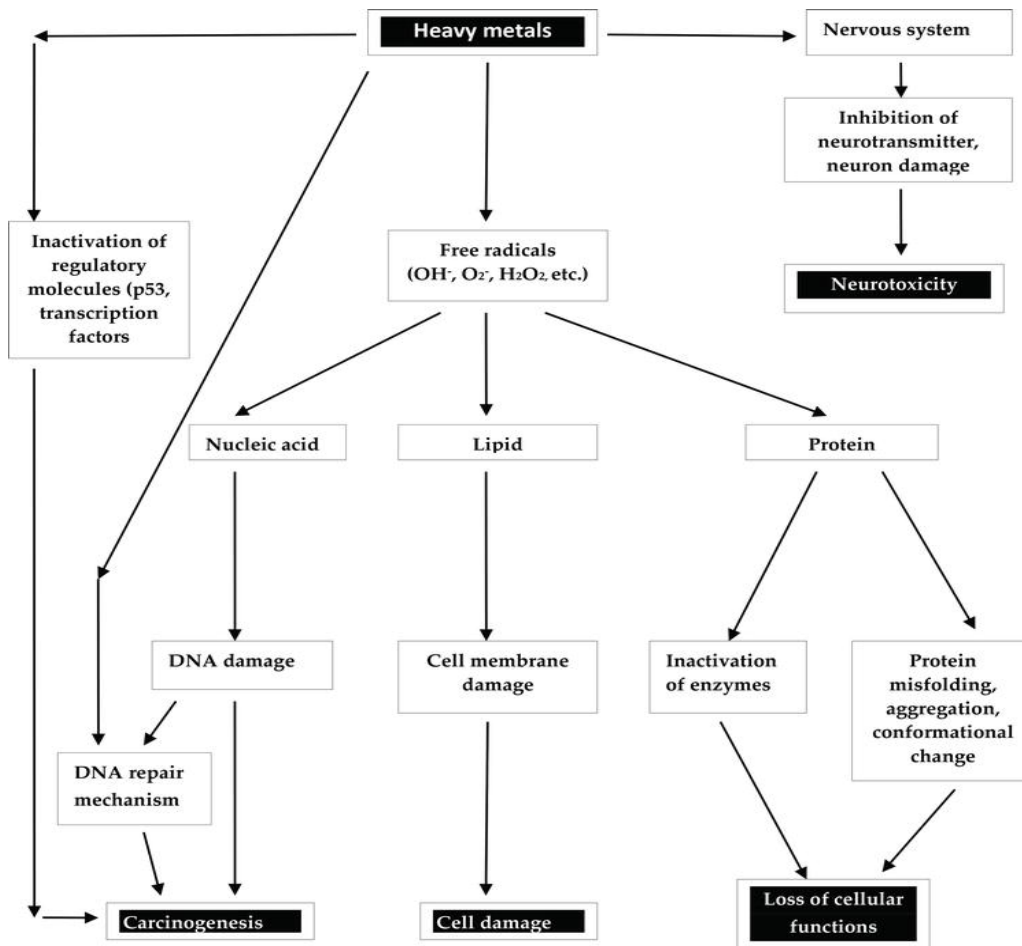 Heavy metals
Nervous system
Inhibition of
neurotransmitter,
neuron damage
Neurotoxicity
Inactivation of
regulatory
molecules (p53,
transcription
factors
Free radicals
(OH-, O2-, H2O2, etc.)
Nucleic acid
Lipid
Protein
DNA damage
Cell membrane
damage
Inactivation
of enzymes
Protein
misfolding,
aggregation,
conformational
change
DNA repair
mechanism
Carcinogenesis
Cell damage
Loss of cellular
functions